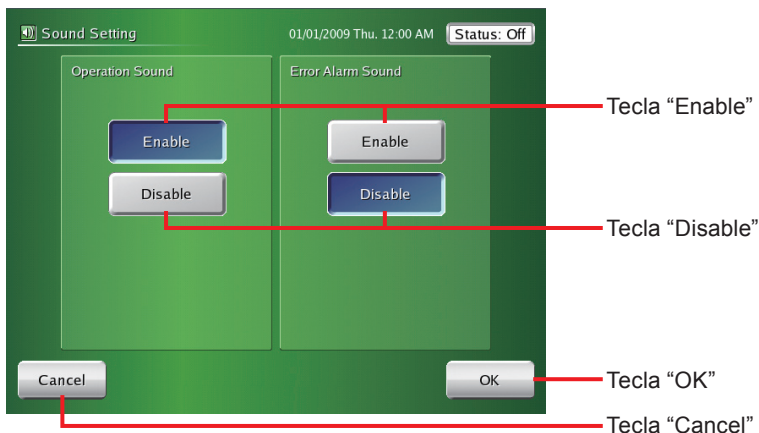 Sound Setting 01/01/2009 Thu. 12:00 AM Status: Off
Operation Sound
Error Alarm Sound
Enable
Enable
Disable
Disable
Cancel
OK
Tecla “Enable”
Tecla “Disable”
Tecla “OK”
Tecla “Cancel”